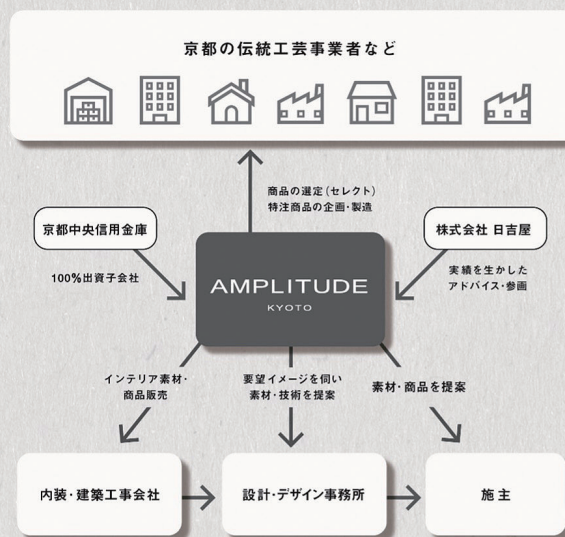 京都の伝統工芸事業者など
商品の選定(セレクト)
特注商品の企画・製造
京都中央信用金庫
100%出資子会社
株式会社 日吉屋
実績を生かした
アドバイス・参画
AMPLITUDE
KYOTO
インテリア素材・
商品販売
要望イメージを伺い
素材・技術を提案
素材・商品を提案
内装・建築工事会社
設計・デザイン事務所
施主